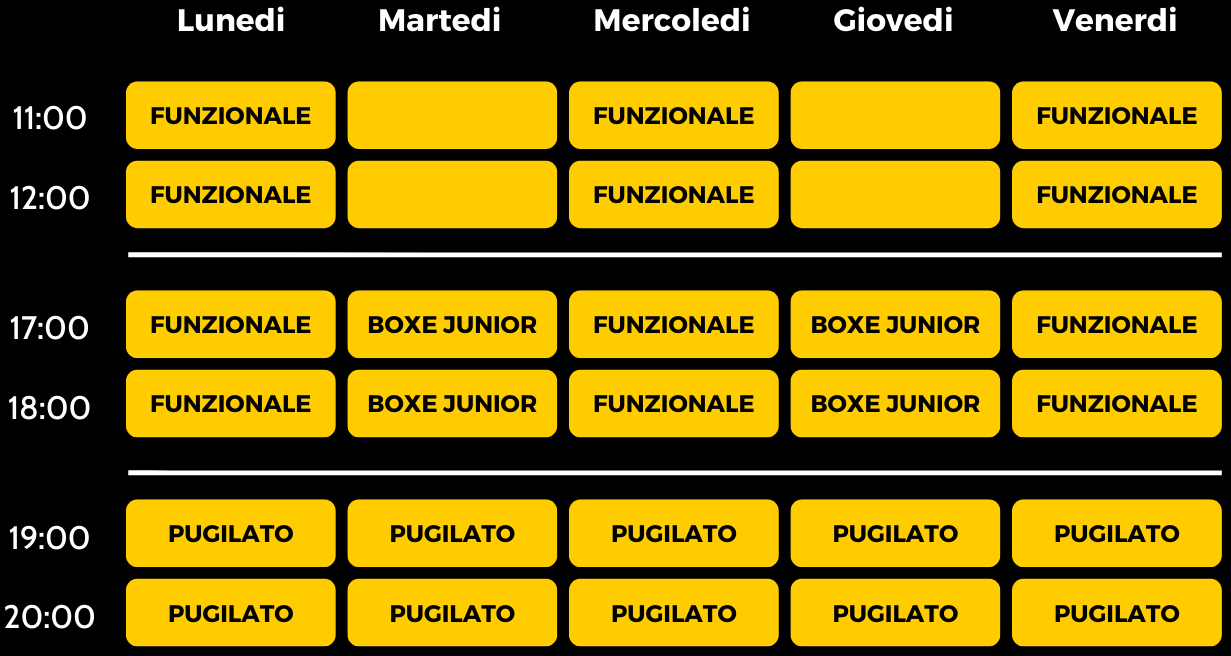 Lunedi Martedi Mercoledi Giovedi Venerdi
11:00 FUNZIONALE FUNZIONALE FUNZIONALE
12:00 FUNZIONALE FUNZIONALE FUNZIONALE
17:00 FUNZIONALE BOXE JUNIOR FUNZIONALE BOXE JUNIOR FUNZIONALE
18:00 FUNZIONALE BOXE JUNIOR FUNZIONALE BOXE JUNIOR FUNZIONALE
19:00 PUGILATO PUGILATO PUGILATO PUGILATO PUGILATO
20:00 PUGILATO PUGILATO PUGILATO PUGILATO PUGILATO